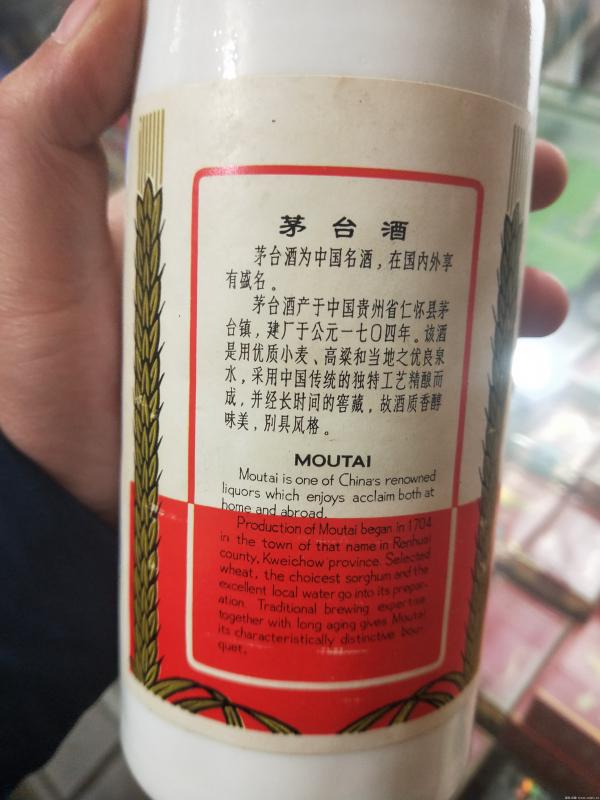 茅台酒
茅台酒为中国名酒，在国内外享
有盛名。
茅台酒产于中国贵州省仁怀县茅
台镇，建厂于公元一七〇四年。该酒
是用优质小麦、高粱和当地之优良泉
水，采用中国传统的独特工艺精酿而
成，并经长时间的窖藏，故酒质香醇
味美，别具风格。
MOUTAI
Moutai is one of China's renowned
liquors which enjoys acclaim both at
home and abroad.
Production of Moutai began in 1704
in the town of that name in Renhuai
county, Kweichow province. Selected
wheat, the choicest sorghum and the
excellent local water go into its prepar-
ation. Traditional brewing expertise
together with long aging gives Moutai
its characteristically distinctive bou-
quet.